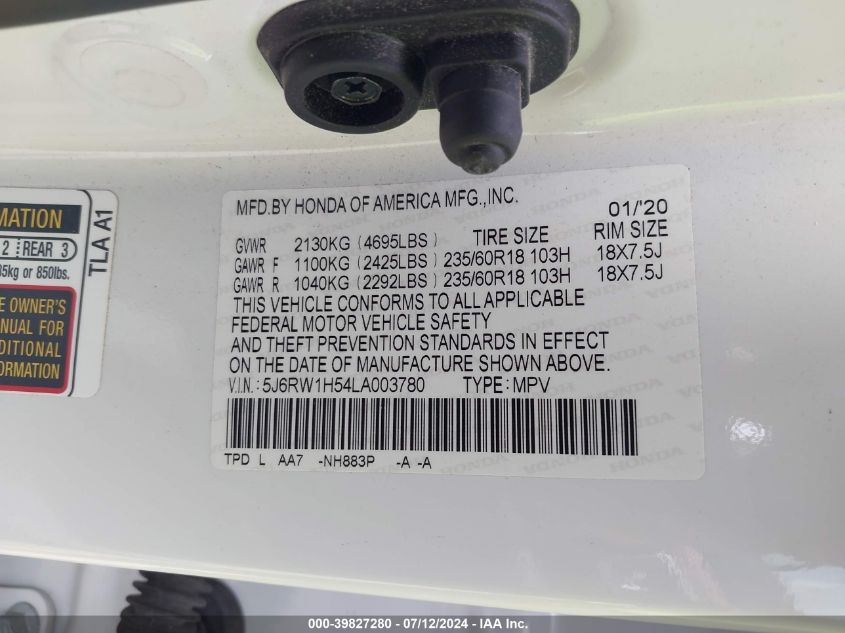 MATION
2 REAR 3
85kg or 850lbs.
E OWNER'S
NUAL FOR
DITIONAL
FORMATION
TLA A1
MFD.BY HONDA OF AMERICA MFG.,INC. 01/'20
GVWR 2130KG (4695LBS) TIRE SIZE RIM SIZE
GAWR F 1100KG (2425LBS) 235/60R18 103H 18X7.5J
GAWR R 1040KG (2292LBS) 235/60R18 103H 18X7.5J
THIS VEHICLE CONFORMS TO ALL APPLICABLE
FEDERAL MOTOR VEHICLE SAFETY
AND THEFT PREVENTION STANDARDS IN EFFECT
ON THE DATE OF MANUFACTURE SHOWN ABOVE.
V.I.N.: 5J6RW1H54LA003780 TYPE: MPV
TPD L AA7 -NH883P -A -A
000-39827280 - 07/12/2024 - IAA Inc.